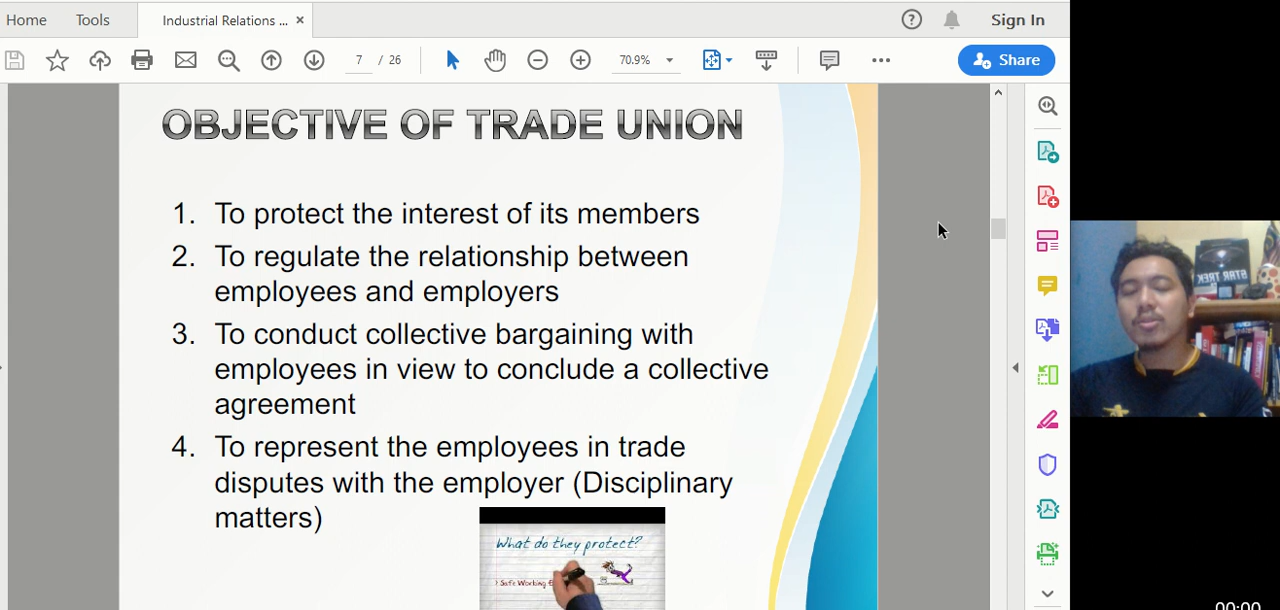 Home Tools Industrial Relations ... × Sign In
7 / 26 70.9% Share
OBJECTIVE OF TRADE UNION
1. To protect the interest of its members
2. To regulate the relationship between
employees and employers
3. To conduct collective bargaining with
employees in view to conclude a collective
agreement
4. To represent the employees in trade
disputes with the employer (Disciplinary
matters)
What do they protect?
Safe Working
STAR TREK
00:00